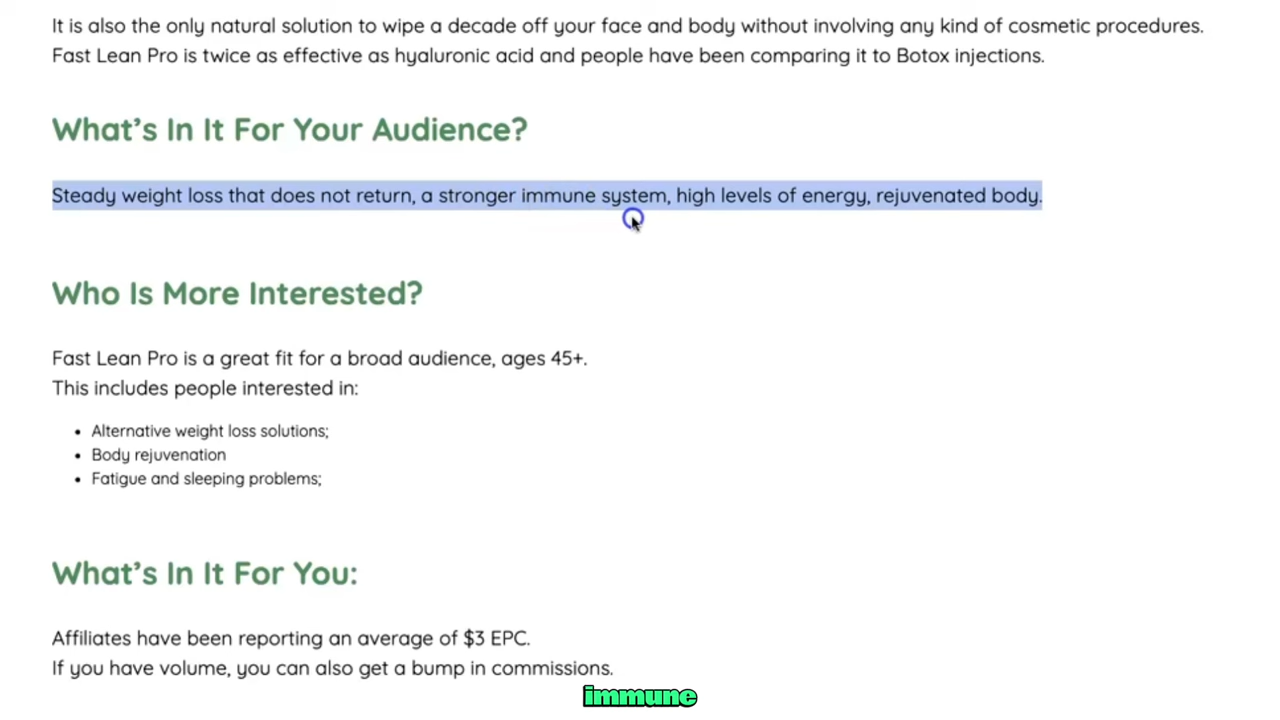 It is also the only natural solution to wipe a decade off your face and body without involving any kind of cosmetic procedures.
Fast Lean Pro is twice as effective as hyaluronic acid and people have been comparing it to Botox injections.
What's In It For Your Audience?
Steady weight loss that does not return, a stronger immune system, high levels of energy, rejuvenated body.
Who Is More Interested?
Fast Lean Pro is a great fit for a broad audience, ages 45+.
This includes people interested in:
• Alternative weight loss solutions;
• Body rejuvenation
• Fatigue and sleeping problems;
What's In It For You:
Affiliates have been reporting an average of $3 EPC.
If you have volume, you can also get a bump in commissions.
immune